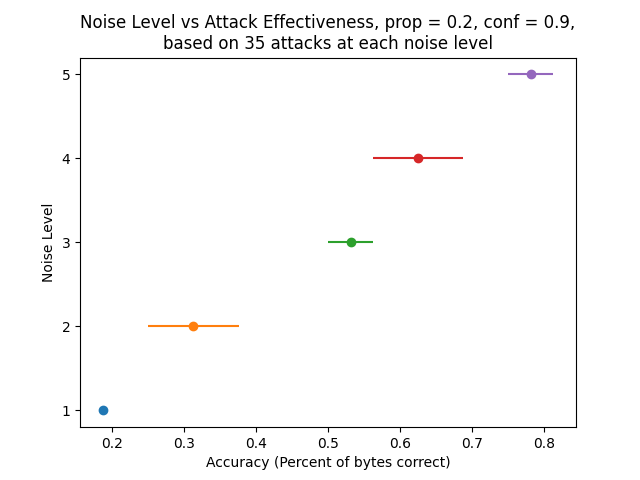 Noise Level vs Attack Effectiveness, prop = 0.2, conf = 0.9,
based on 35 attacks at each noise level
5
4
3
2
1
Noise Level
0.2 0.3 0.4 0.5 0.6 0.7 0.8
Accuracy (Percent of bytes correct)